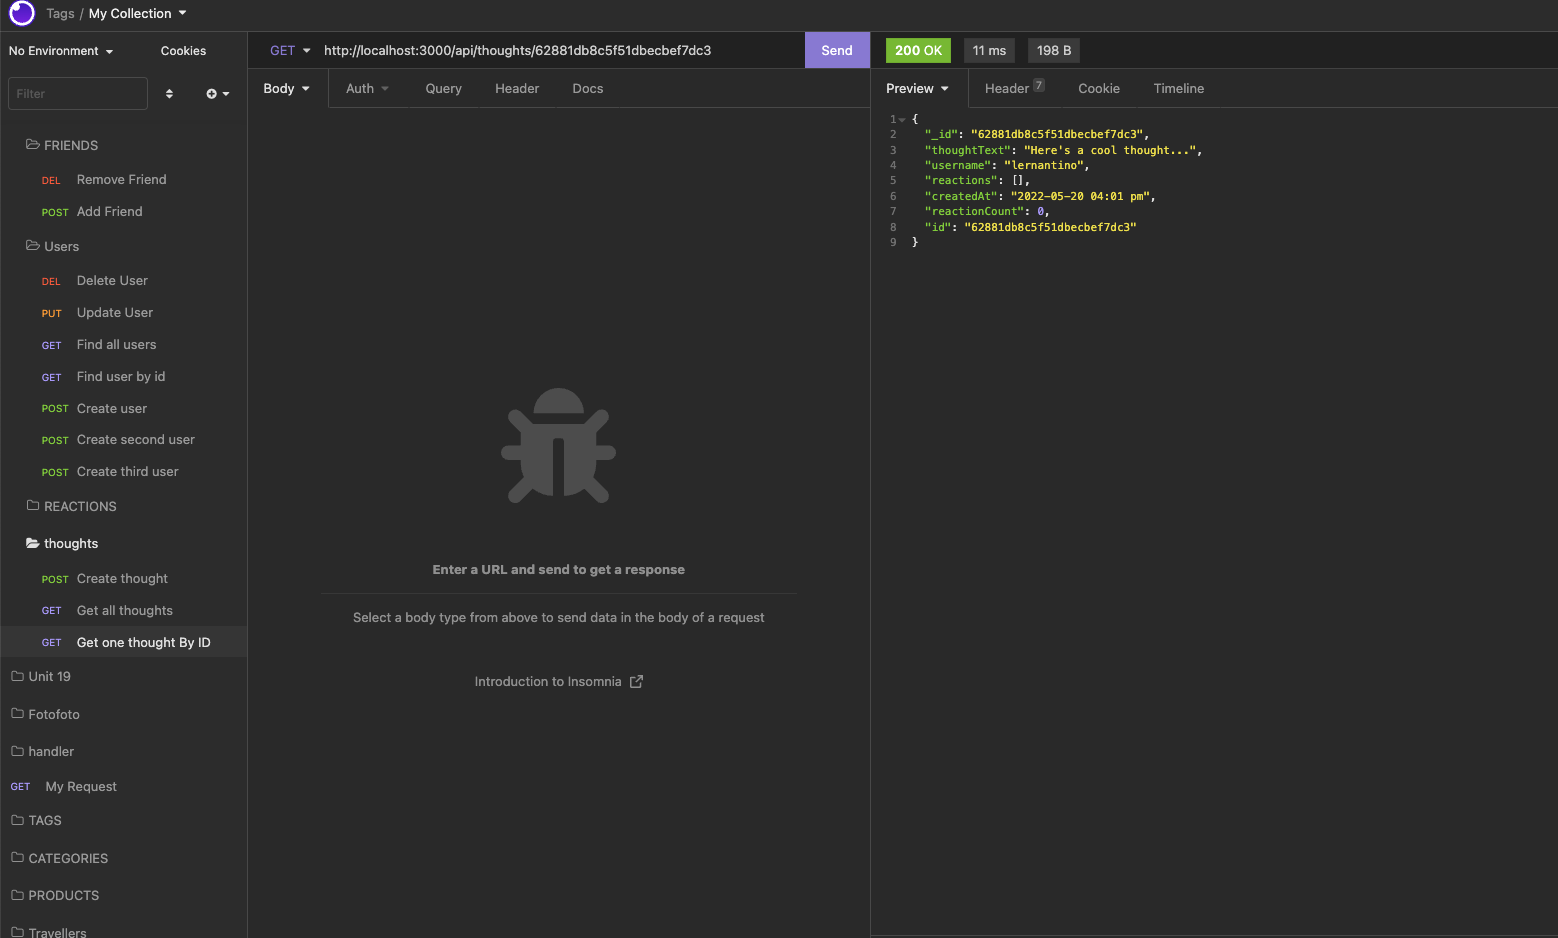 Tags / My Collection
No Environment
Cookies
Filter
FRIENDS
DEL Remove Friend
POST Add Friend
Users
DEL Delete User
PUT Update User
GET Find all users
GET Find user by id
POST Create user
POST Create second user
POST Create third user
REACTIONS
thoughts
POST Create thought
GET Get all thoughts
GET Get one thought By ID
Unit 19
Fotofoto
handler
GET My Request
TAGS
CATEGORIES
PRODUCTS
Travellers
GET http://localhost:3000/api/thoughts/62881db8c5f51dbecbef7dc3 Send
Body Auth Query Header Docs
Enter a URL and send to get a response
Select a body type from above to send data in the body of a request
Introduction to Insomnia
200 OK 11 ms 198 B
Preview Header 7 Cookie Timeline
1 {
2 "_id": "62881db8c5f51dbecbef7dc3",
3 "thoughtText": "Here's a cool thought...",
4 "username": "lernantino",
5 "reactions": [],
6 "createdAt": "2022-05-20 04:01 pm",
7 "reactionCount": 0,
8 "id": "62881db8c5f51dbecbef7dc3"
9 }